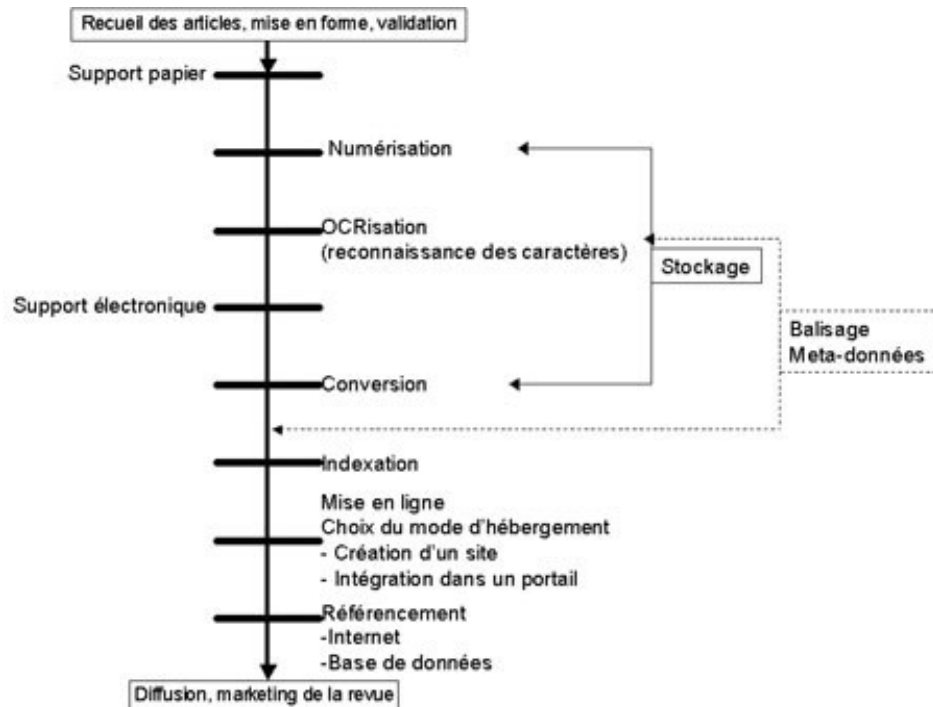 Recueil des articles, mise en forme, validation
Support papier
Numérisation
OCRisation
(reconnaissance des caractères)
Stockage
Support électronique
Balisage
Meta-données
Conversion
Indexation
Mise en ligne
Choix du mode d'hébergement
- Création d'un site
- Intégration dans un portail
Référencement
-Internet
-Base de données
Diffusion, marketing de la revue